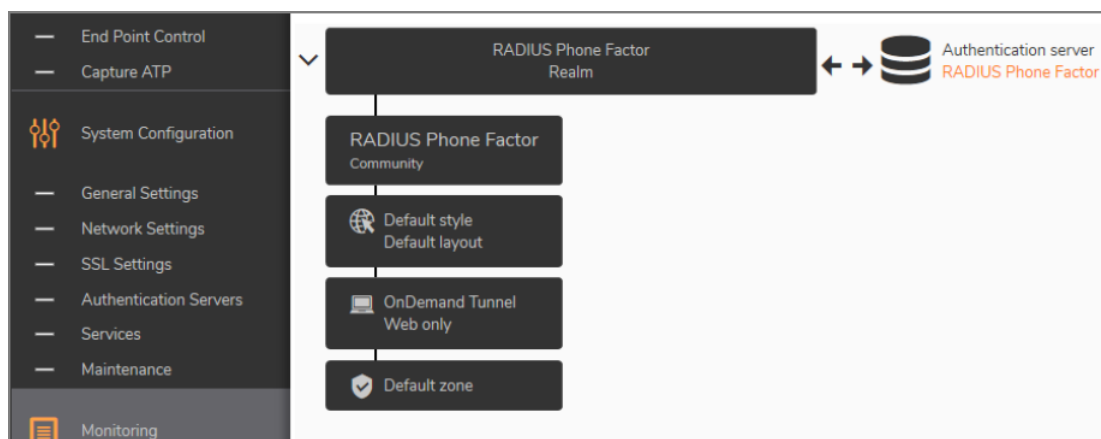 End Point Control
Capture ATP
System Configuration
General Settings
Network Settings
SSL Settings
Authentication Servers
Services
Maintenance
Monitoring
RADIUS Phone Factor
Realm
Authentication server
RADIUS Phone Factor
RADIUS Phone Factor
Community
Default style
Default layout
OnDemand Tunnel
Web only
Default zone